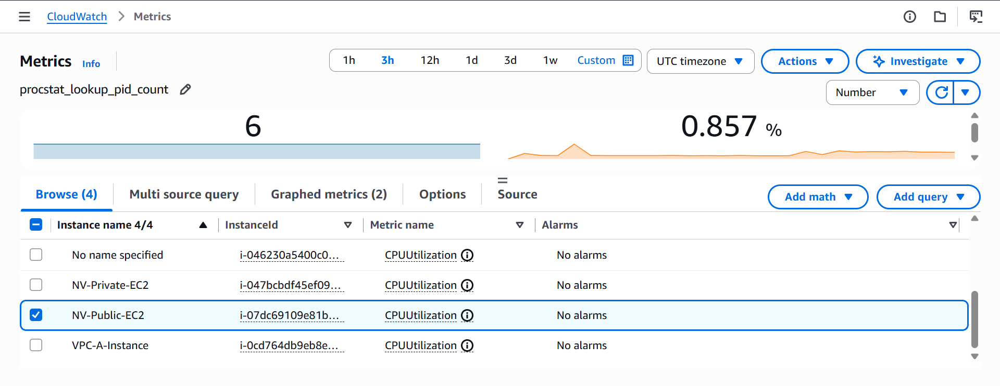 CloudWatch > Metrics
Metrics Info
1h 3h 12h 1d 3d 1w Custom
UTC timezone
Actions
Investigate
procstat_lookup_pid_count
Number
6
0.857 %
Browse (4)
Multi source query
Graphed metrics (2)
Options
Source
Add math
Add query
Instance name 4/4 InstanceId Metric name Alarms
No name specified i-046230a5400c0... CPUUtilization No alarms
NV-Private-EC2 i-047bcbdf45ef09... CPUUtilization No alarms
NV-Public-EC2 i-07dc69109e81b... CPUUtilization No alarms
VPC-A-Instance i-0cd764db9eb8e... CPUUtilization No alarms